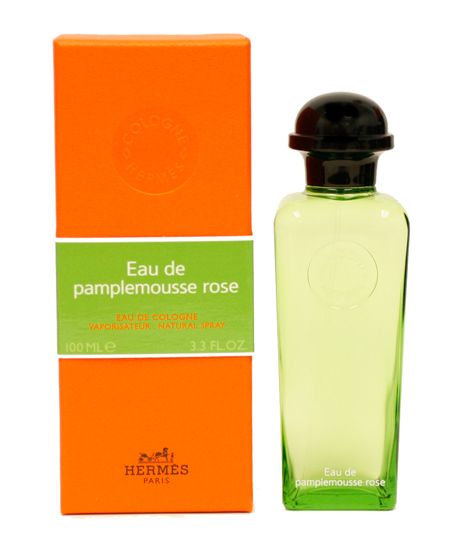 COLOGNE
HERMÈS
Eau de
pamplemousse rose
EAU DE COLOGNE
VAPORISATEUR . NATURAL SPRAY
100 ML ℮ 3.3 FL.OZ
HERMÈS
PARIS
Eau de
pamplemousse rose